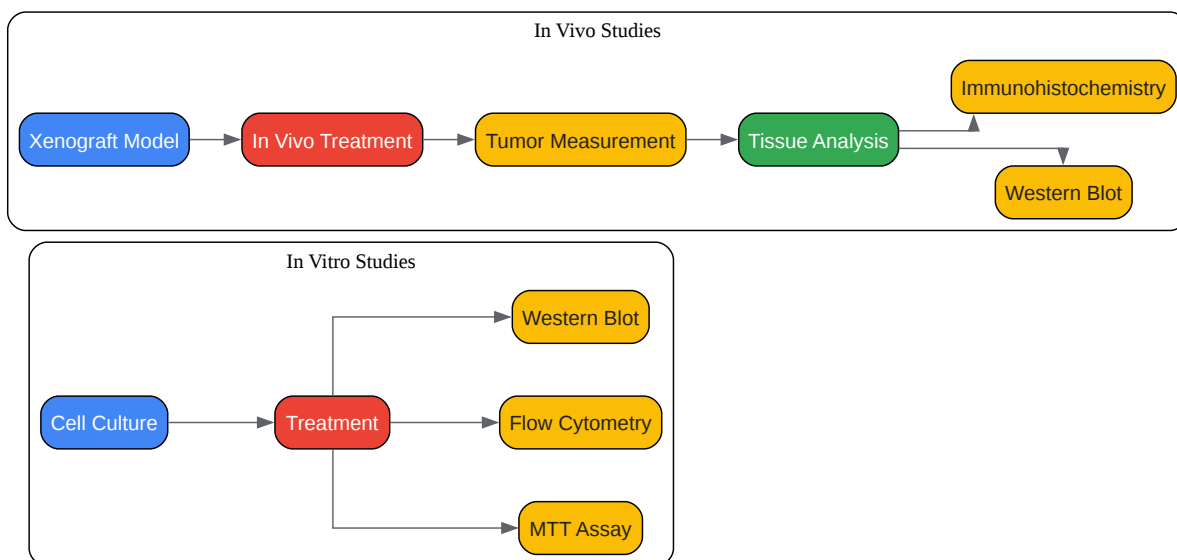 In Vivo Studies
Immunohistochemistry
Xenograft Model
In Vivo Treatment
Tumor Measurement
Tissue Analysis
Western Blot
In Vitro Studies
Western Blot
Cell Culture
Treatment
Flow Cytometry
MTT Assay